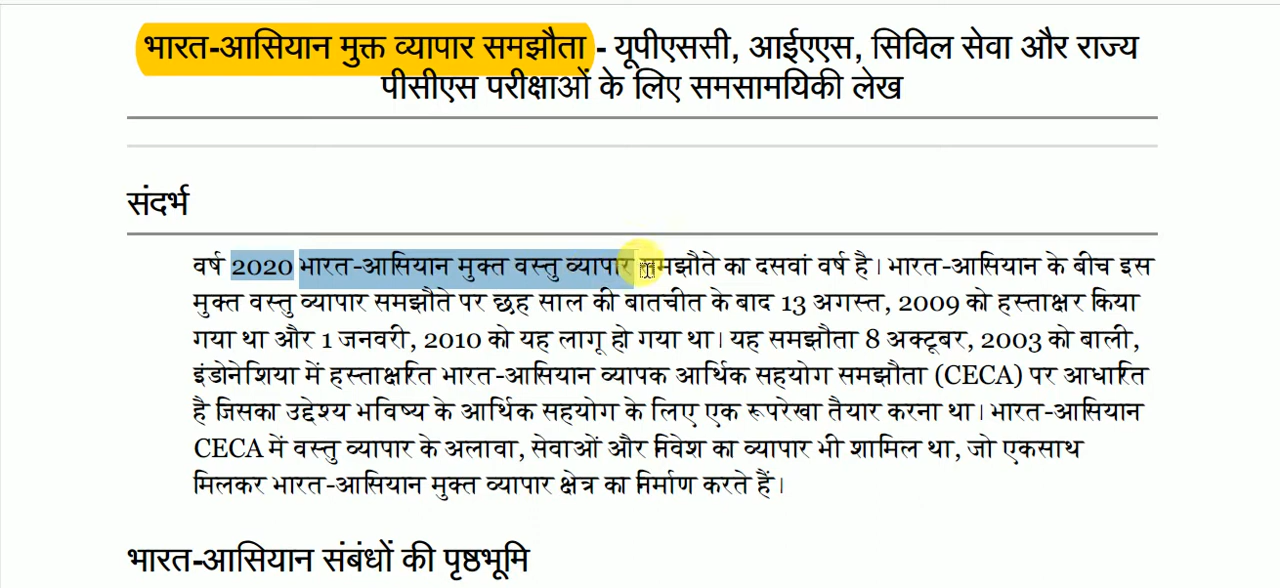 भारत-आसियान मुक्त व्यापार समझौता - यूपीएससी, आईएएस, सिविल सेवा और राज्य
पीसीएस परीक्षाओं के लिए समसामयिकी लेख
संदर्भ
वर्ष 2020 भारत-आसियान मुक्त वस्तु व्यापार समझौते का दसवां वर्ष है। भारत-आसियान के बीच इस
मुक्त वस्तु व्यापार समझौते पर छह साल की बातचीत के बाद 13 अगस्त, 2009 को हस्ताक्षर किया
गया था और 1 जनवरी, 2010 को यह लागू हो गया था। यह समझौता 8 अक्टूबर, 2003 को बाली,
इंडोनेशिया में हस्ताक्षरित भारत-आसियान व्यापक आर्थिक सहयोग समझौता (CECA) पर आधारित
है जिसका उद्देश्य भविष्य के आर्थिक सहयोग के लिए एक रूपरेखा तैयार करना था। भारत-आसियान
CECA में वस्तु व्यापार के अलावा, सेवाओं और निवेश का व्यापार भी शामिल था, जो एकसाथ
मिलकर भारत-आसियान मुक्त व्यापार क्षेत्र का निर्माण करते हैं।
भारत-आसियान संबंधों की पृष्ठभूमि